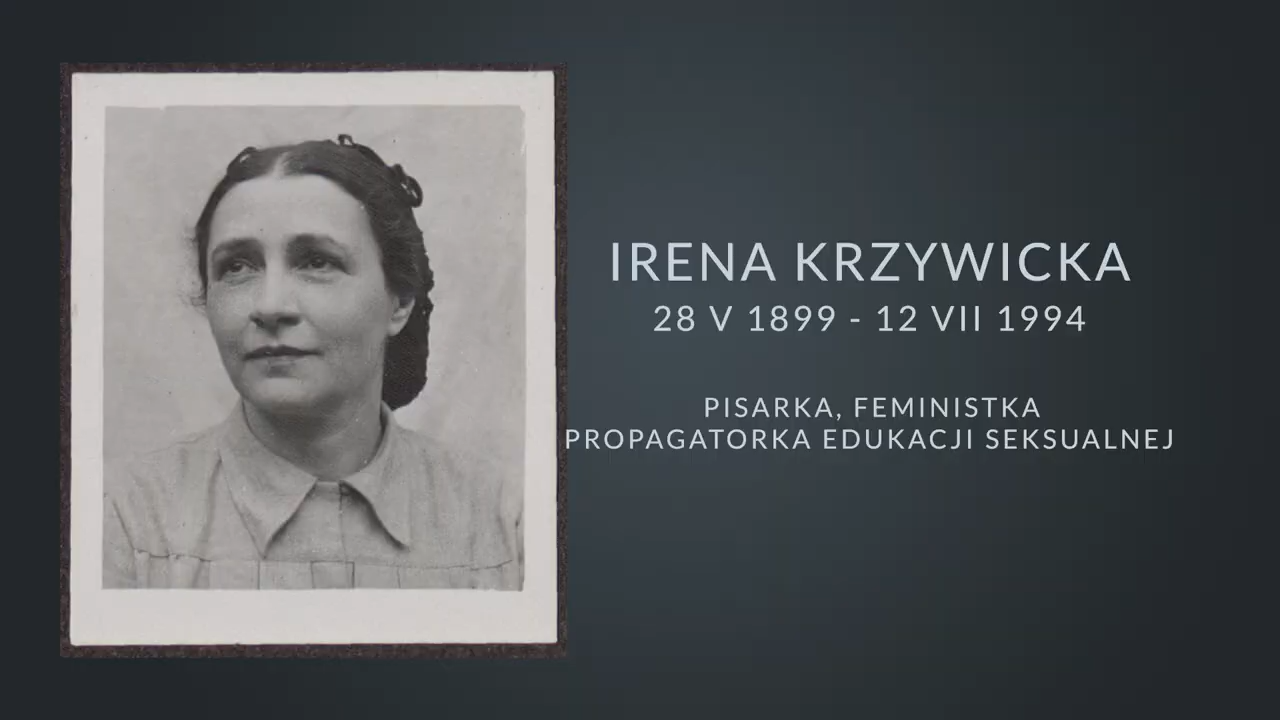 IRENA KRZYWICKA
28 V 1899 - 12 VII 1994
PISARKA, FEMINISTKA
PROPAGATORKA EDUKACJI SEKSUALNEJ